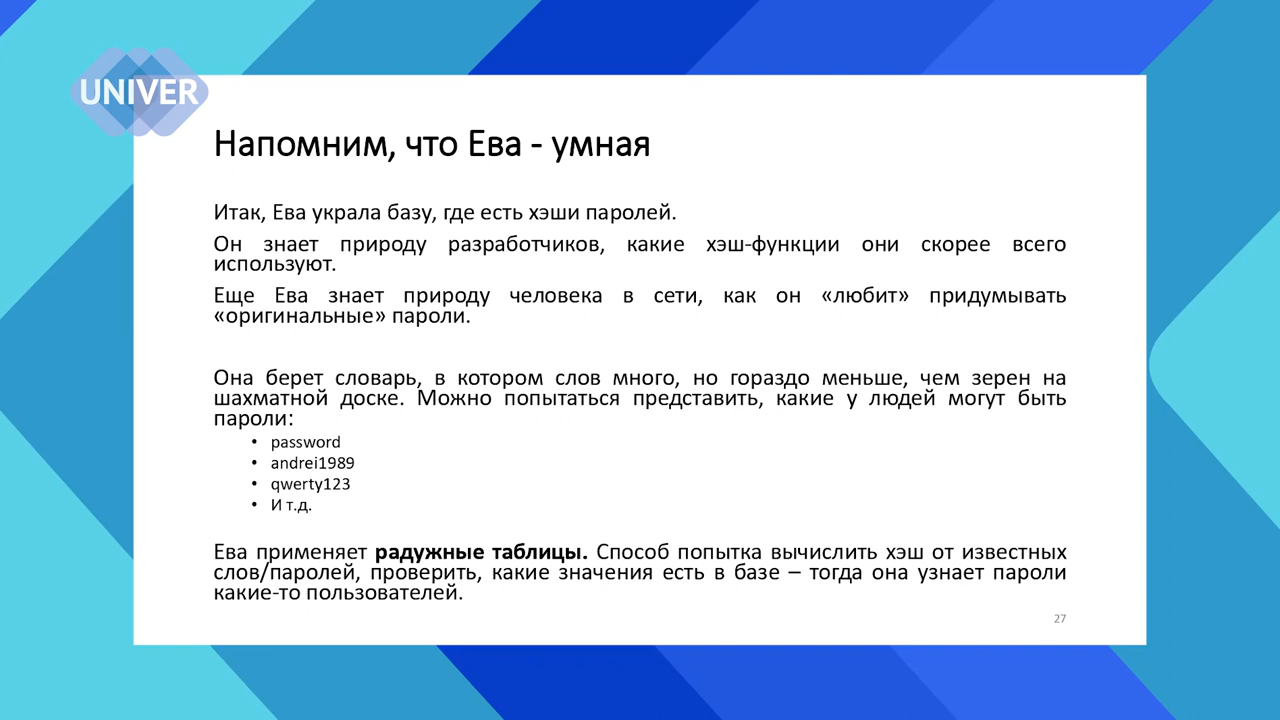 UNIVER
Напомним, что Ева - умная
Итак, Ева украла базу, где есть хэши паролей.
Он знает природу разработчиков, какие хэш-функции они скорее всего
используют.
Еще Ева знает природу человека в сети, как он «любит» придумывать
«оригинальные» пароли.
Она берет словарь, в котором слов много, но гораздо меньше, чем зерен на
шахматной доске. Можно попытаться представить, какие у людей могут быть
пароли:
• password
• andrei1989
• qwerty123
• И т.д.
Ева применяет радужные таблицы. Способ попытка вычислить хэш от известных
слов/паролей, проверить, какие значения есть в базе – тогда она узнает пароли
какие-то пользователей.
27